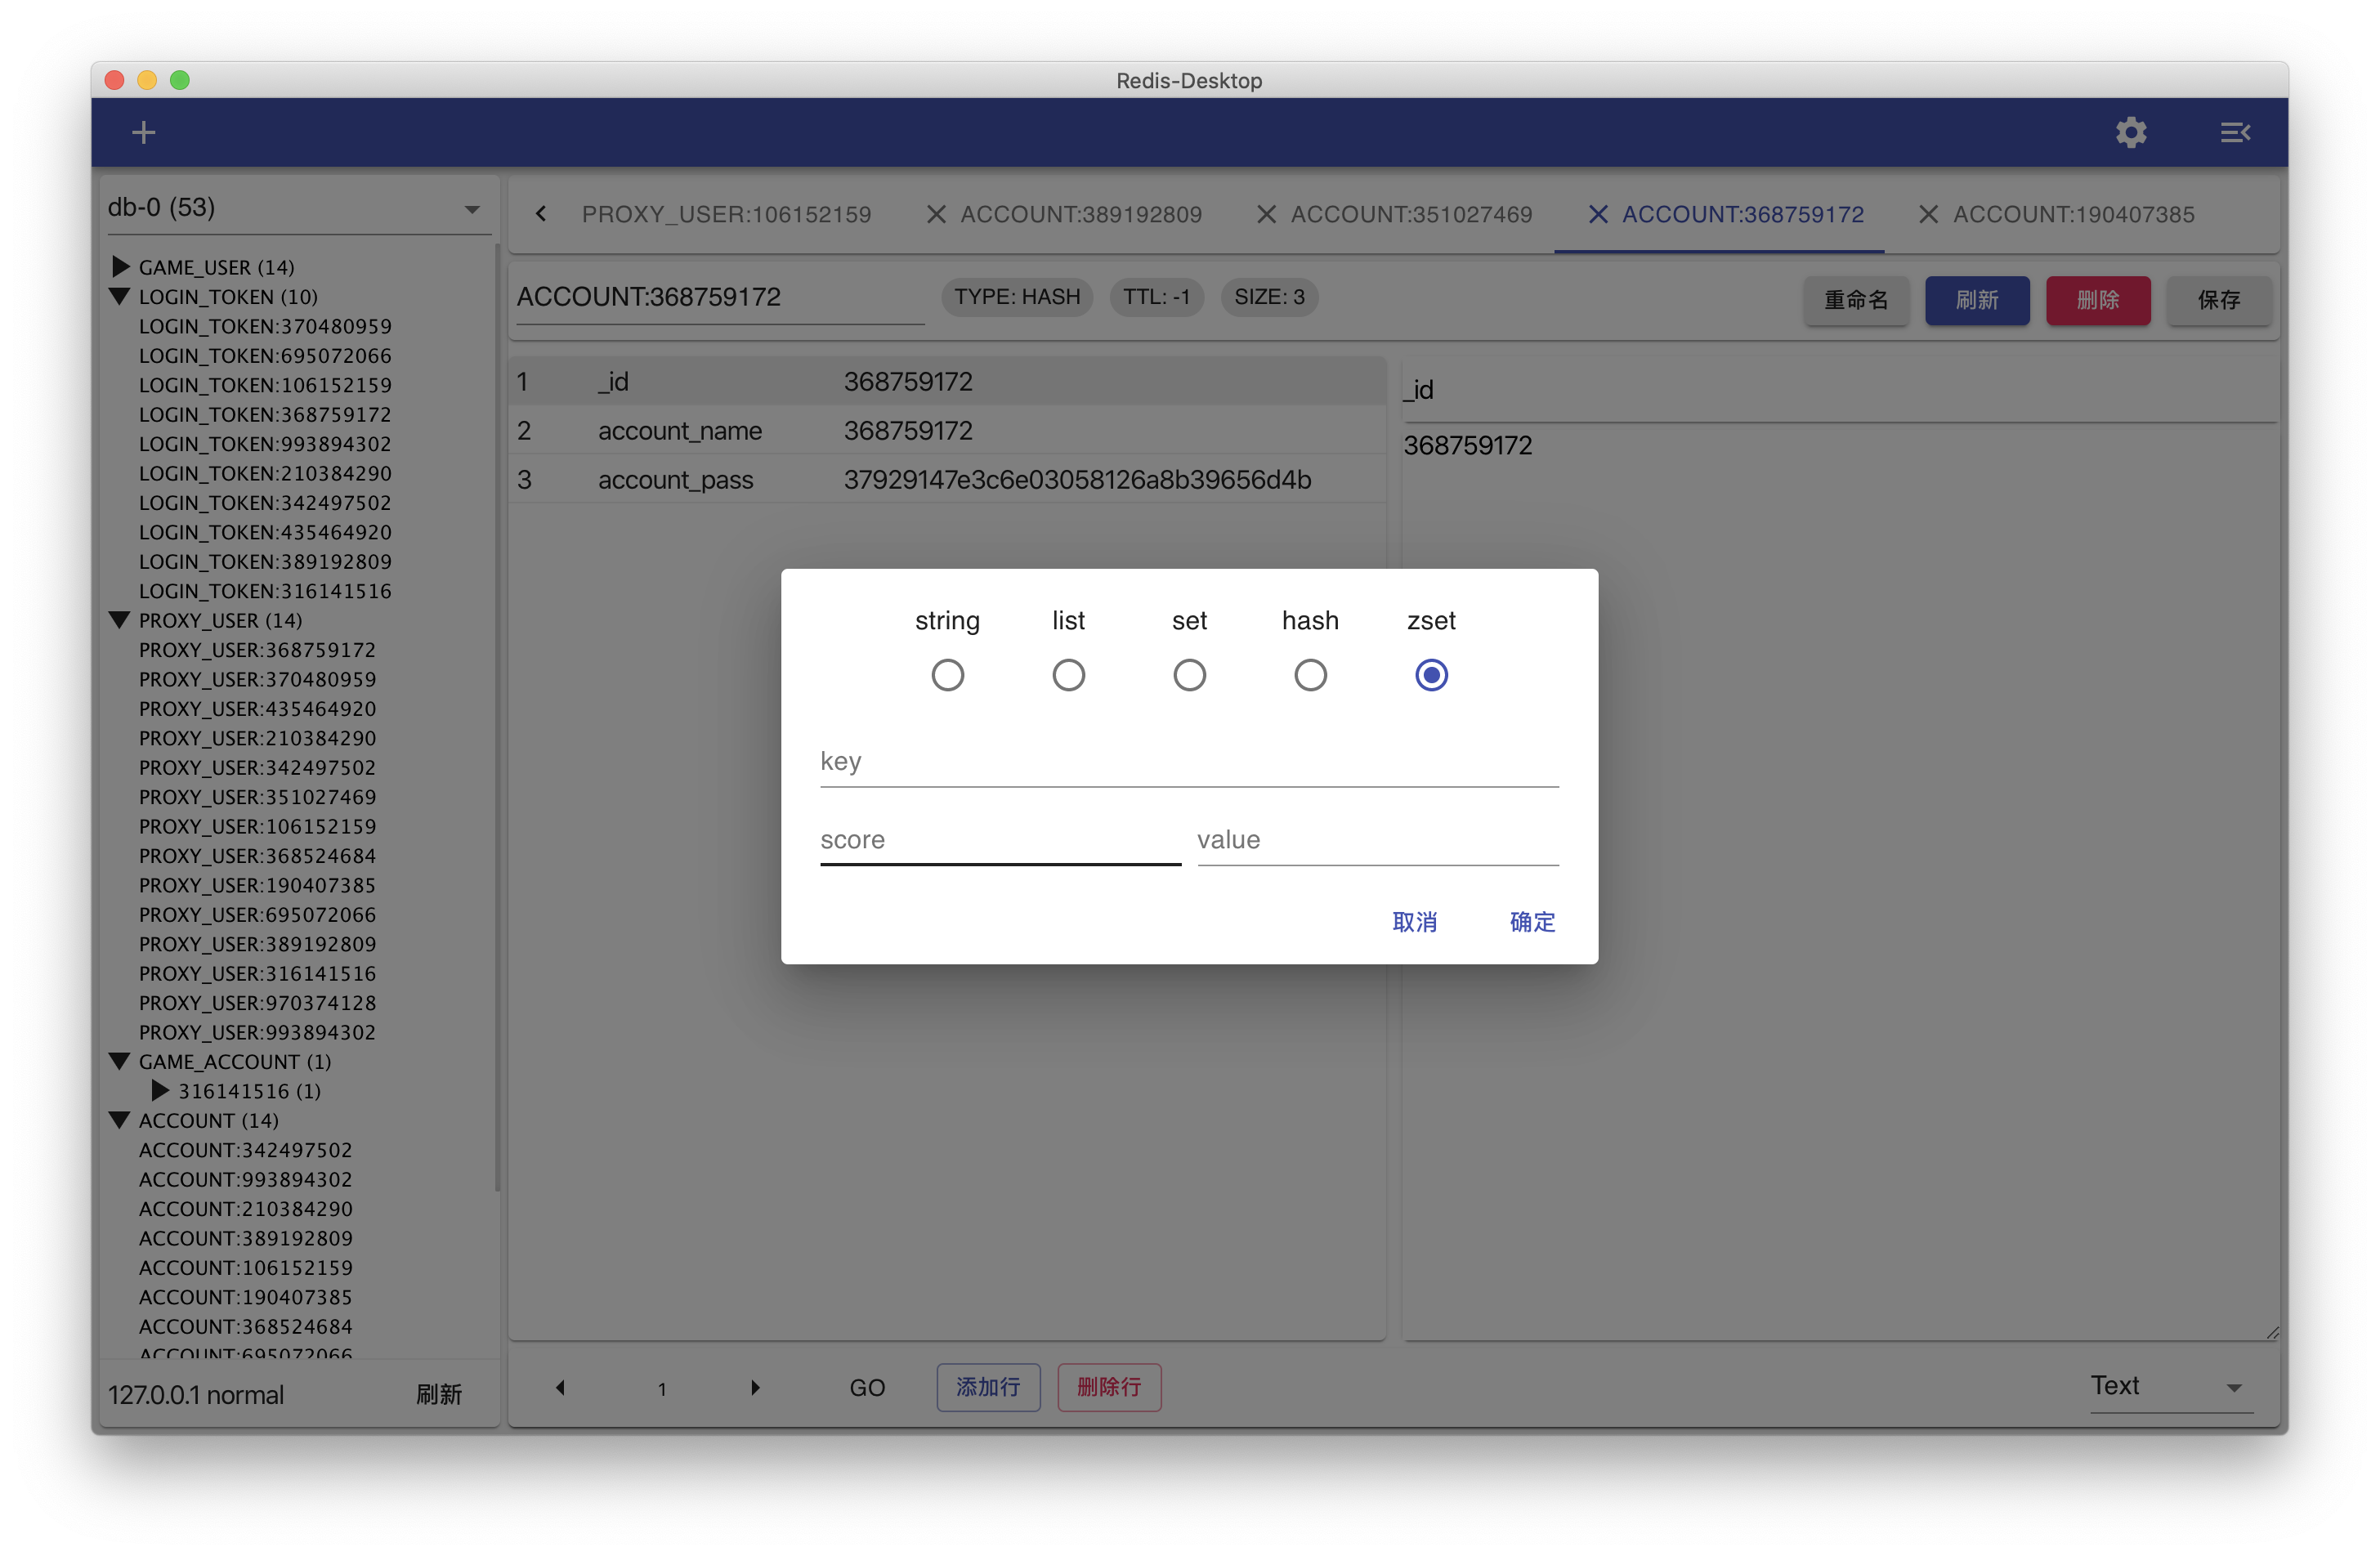 Redis-Desktop
db-0 (53)
GAME_USER (14)
LOGIN_TOKEN (10)
LOGIN_TOKEN:370480959
LOGIN_TOKEN:695072066
LOGIN_TOKEN:106152159
LOGIN_TOKEN:368759172
LOGIN_TOKEN:993894302
LOGIN_TOKEN:210384290
LOGIN_TOKEN:342497502
LOGIN_TOKEN:435464920
LOGIN_TOKEN:389192809
LOGIN_TOKEN:316141516
PROXY_USER (14)
PROXY_USER:368759172
PROXY_USER:370480959
PROXY_USER:435464920
PROXY_USER:210384290
PROXY_USER:342497502
PROXY_USER:351027469
PROXY_USER:106152159
PROXY_USER:368524684
PROXY_USER:190407385
PROXY_USER:695072066
PROXY_USER:389192809
PROXY_USER:316141516
PROXY_USER:970374128
PROXY_USER:993894302
GAME_ACCOUNT (1)
316141516 (1)
ACCOUNT (14)
ACCOUNT:342497502
ACCOUNT:993894302
ACCOUNT:210384290
ACCOUNT:389192809
ACCOUNT:106152159
ACCOUNT:190407385
ACCOUNT:368524684
ACCOUNT:695072066
127.0.0.1 normal 刷新
PROXY_USER:106152159 ACCOUNT:389192809 ACCOUNT:351027469 ACCOUNT:368759172 ACCOUNT:190407385
ACCOUNT:368759172 TYPE: HASH TTL: -1 SIZE: 3 重命名 刷新 删除 保存
1 _id 368759172
2 account_name 368759172
3 account_pass 37929147e3c6e03058126a8b39656d4b
_id
368759172
string list set hash zset
key
score value
取消 确定
1 GO 添加行 删除行 Text